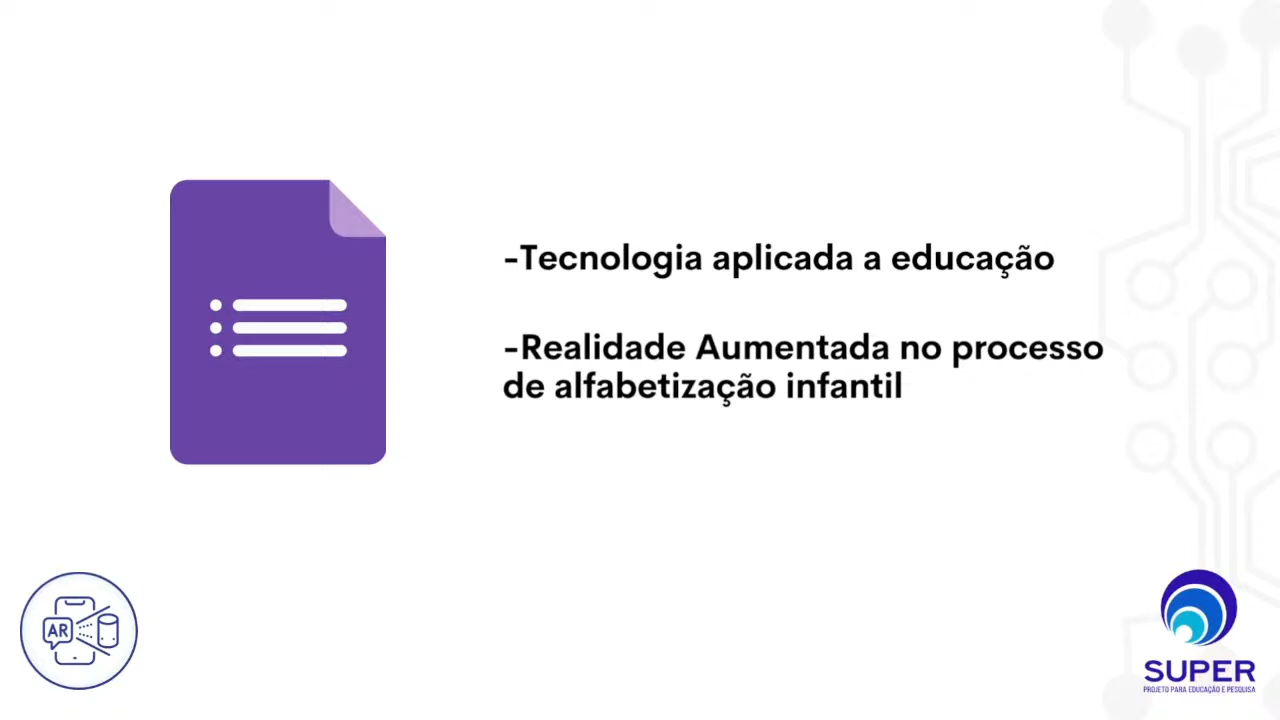 -Tecnologia aplicada a educação
-Realidade Aumentada no processo
de alfabetização infantil
AR
SUPER
PROJETO PARA EDUCAÇÃO E PESQUISA